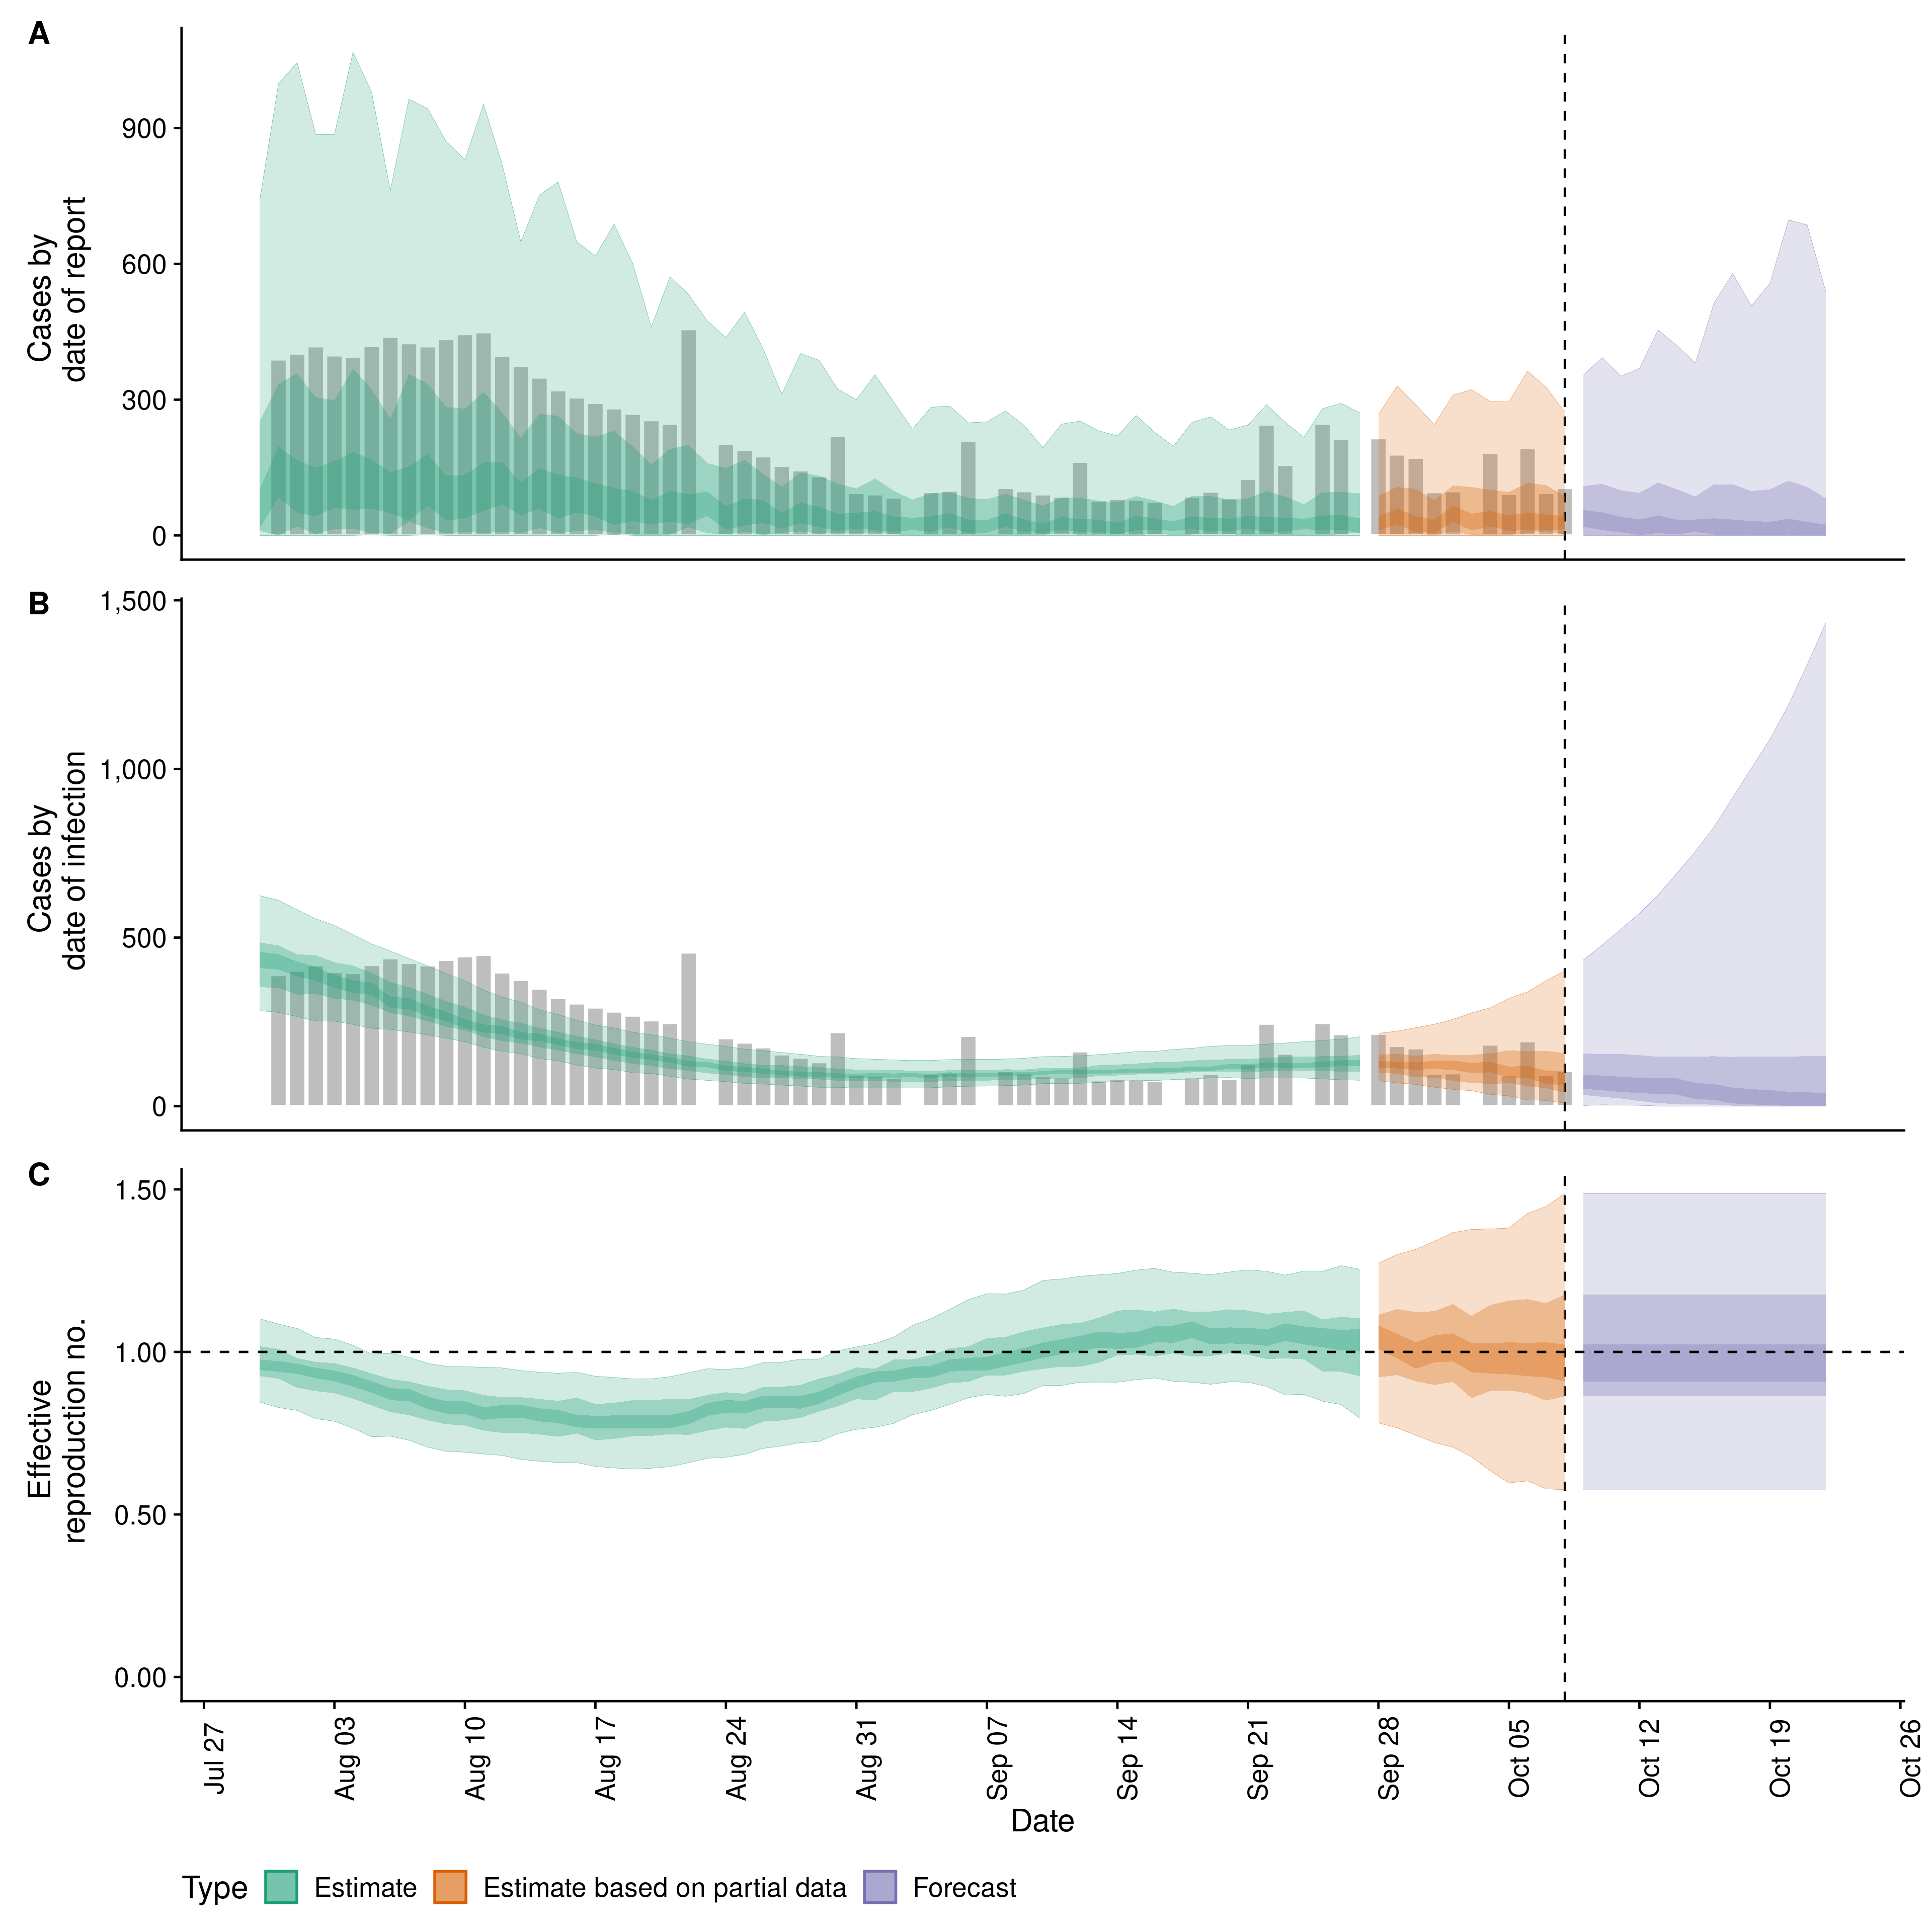 A
Cases by
date of report
900
600
300
0
B
Cases by
date of infection
1,500
1,000
500
0
C
Effective
reproduction no.
1.50
1.00
0.50
0.00
Jul 27
Aug 03
Aug 10
Aug 17
Aug 24
Aug 31
Sep 07
Sep 14
Sep 21
Sep 28
Oct 05
Oct 12
Oct 19
Oct 26
Date
Type Estimate Estimate based on partial data Forecast